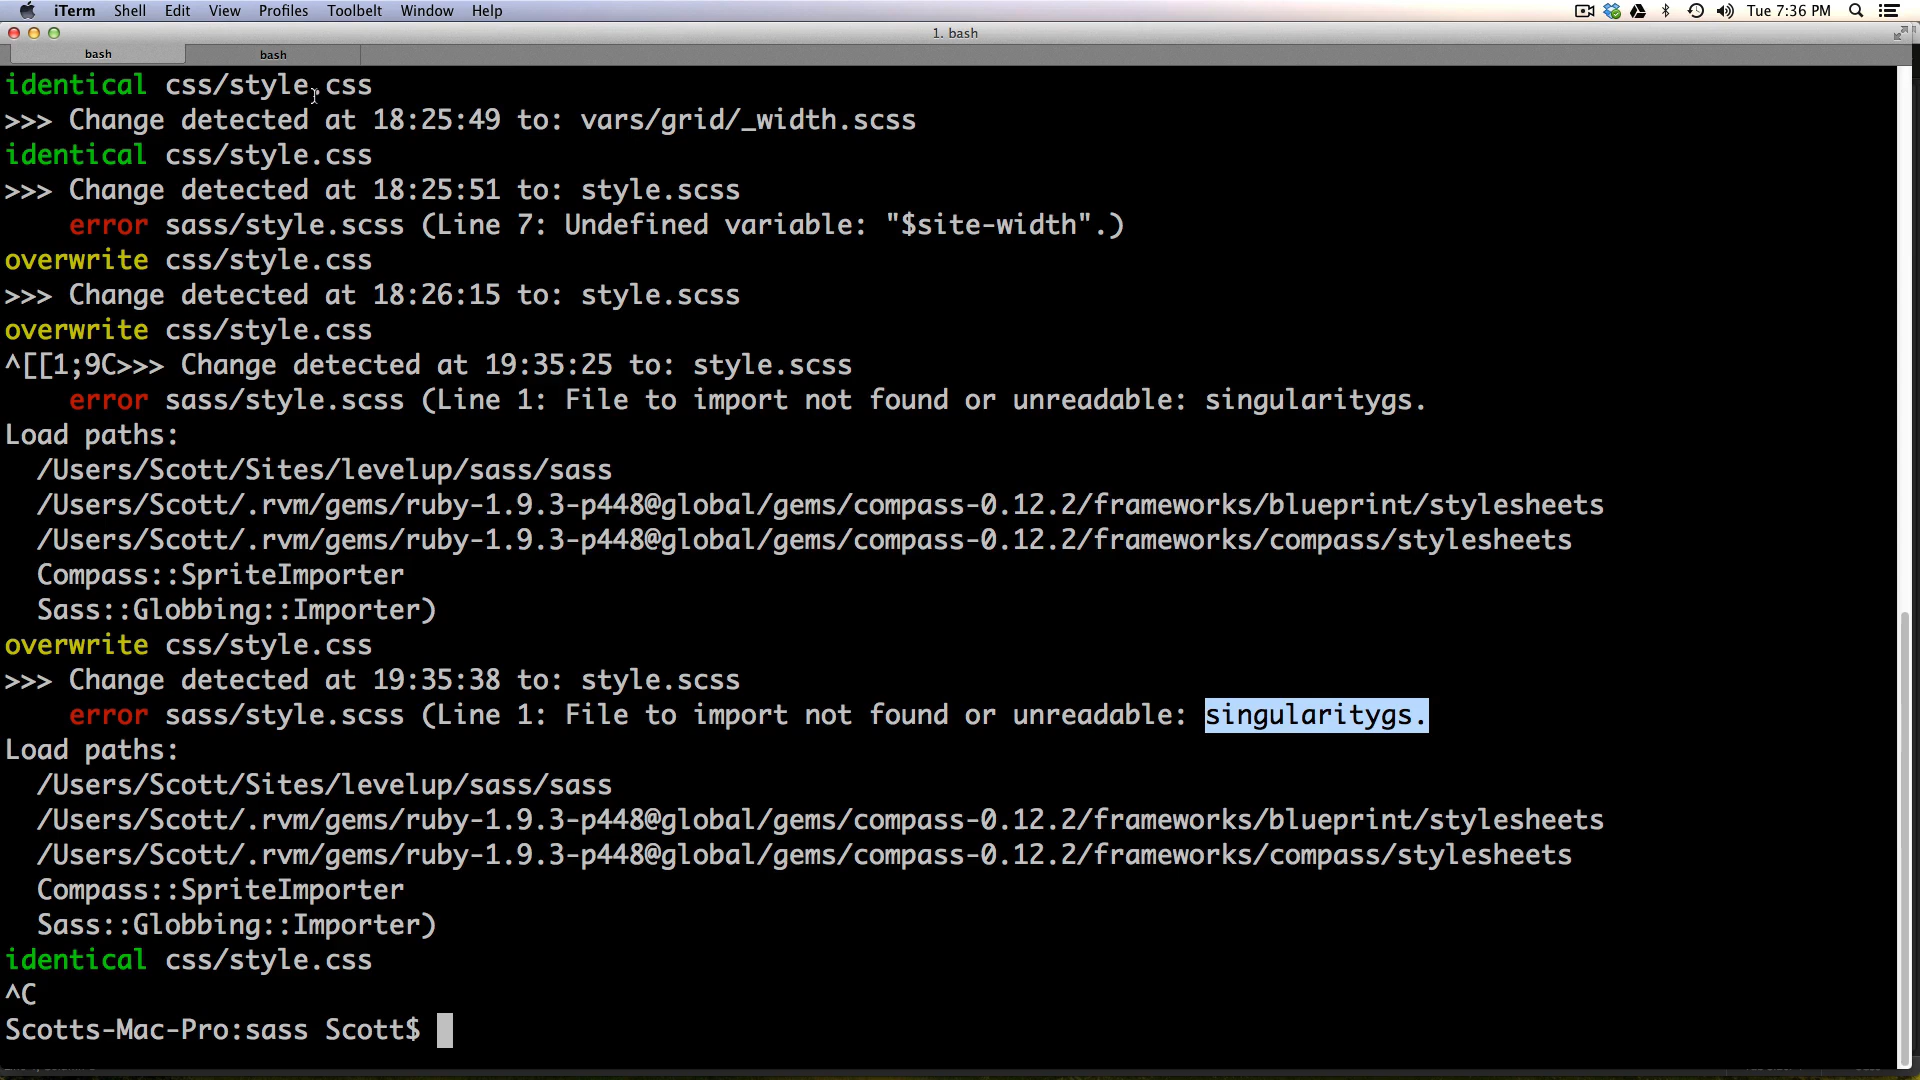 iTerm Shell Edit View Profiles Toolbelt Window Help Tue 7:36 PM
1. bash
bash bash
identical css/style.css
>>> Change detected at 18:25:49 to: vars/grid/_width.scss
identical css/style.css
>>> Change detected at 18:25:51 to: style.scss
error sass/style.scss (Line 7: Undefined variable: "$site-width".)
overwrite css/style.css
>>> Change detected at 18:26:15 to: style.scss
overwrite css/style.css
^[[1;9C>>> Change detected at 19:35:25 to: style.scss
error sass/style.scss (Line 1: File to import not found or unreadable: singularitygs.
Load paths:
/Users/Scott/Sites/levelup/sass/sass
/Users/Scott/.rvm/gems/ruby-1.9.3-p448@global/gems/compass-0.12.2/frameworks/blueprint/stylesheets
/Users/Scott/.rvm/gems/ruby-1.9.3-p448@global/gems/compass-0.12.2/frameworks/compass/stylesheets
Compass::SpriteImporter
Sass::Globbing::Importer)
overwrite css/style.css
>>> Change detected at 19:35:38 to: style.scss
error sass/style.scss (Line 1: File to import not found or unreadable: singularitygs.
Load paths:
/Users/Scott/Sites/levelup/sass/sass
/Users/Scott/.rvm/gems/ruby-1.9.3-p448@global/gems/compass-0.12.2/frameworks/blueprint/stylesheets
/Users/Scott/.rvm/gems/ruby-1.9.3-p448@global/gems/compass-0.12.2/frameworks/compass/stylesheets
Compass::SpriteImporter
Sass::Globbing::Importer)
identical css/style.css
^C
Scotts-Mac-Pro:sass Scott$